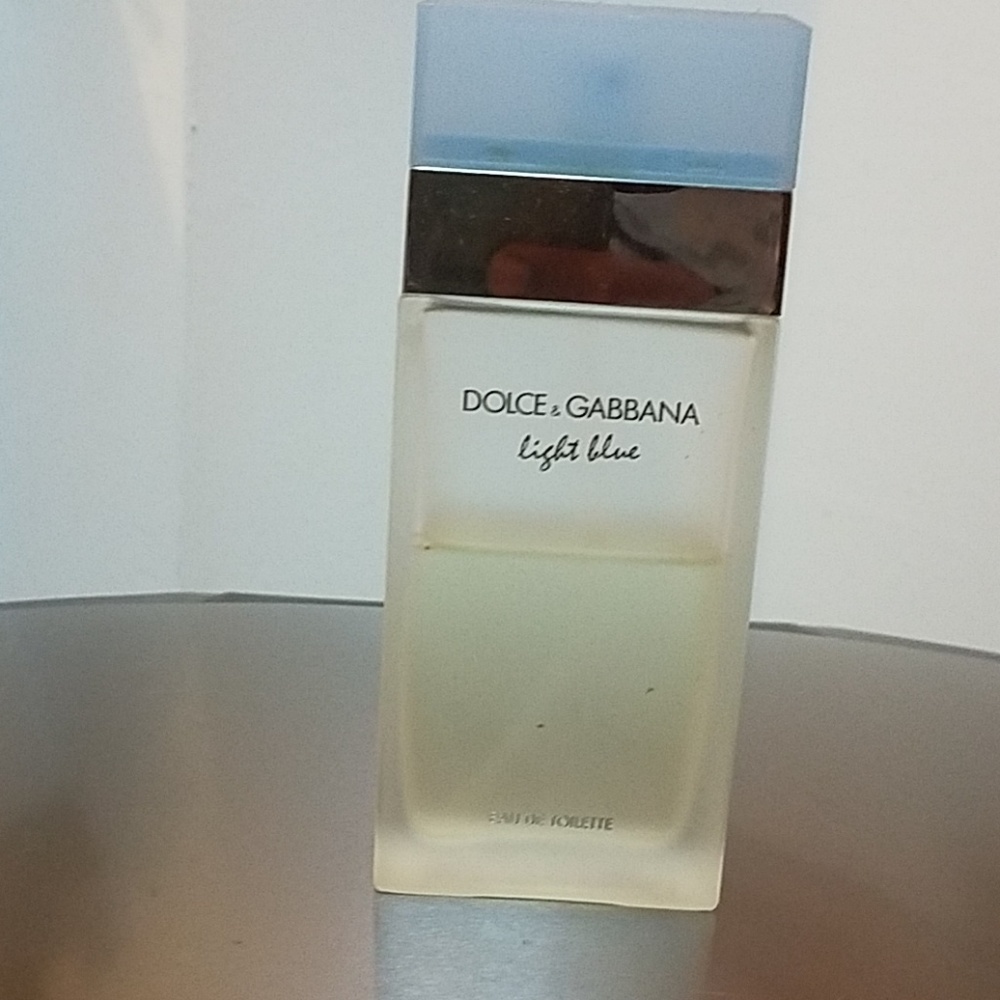 DOLCE & GABBANA
light blue
EAU DE TOILETTE